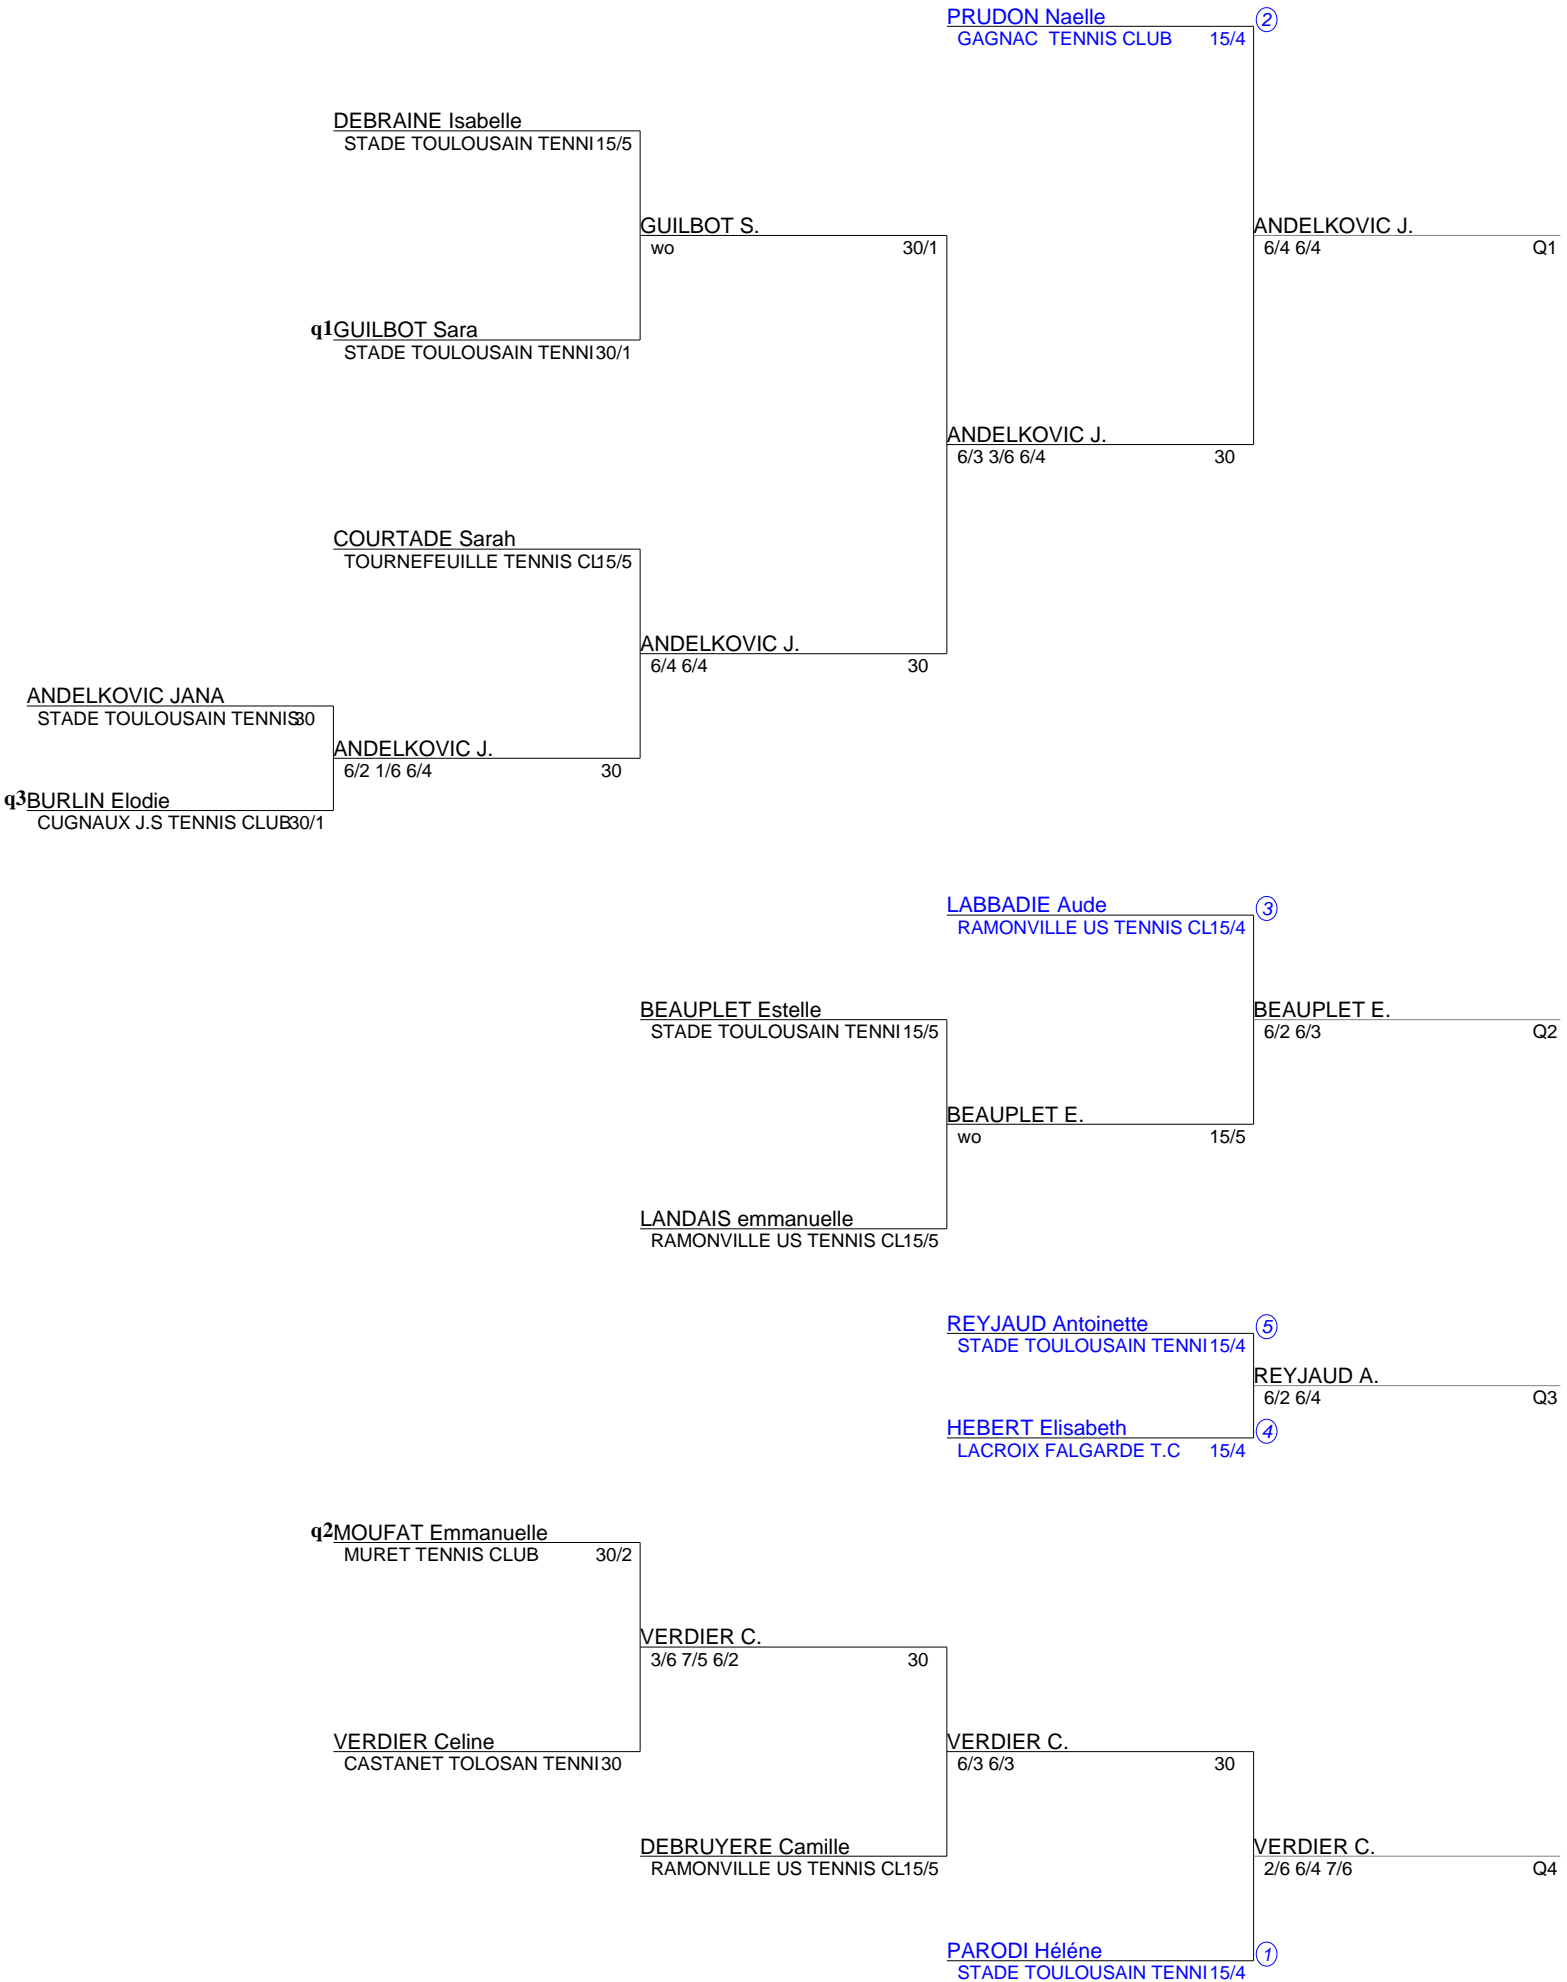 PRUDON Naelle 2
GAGNAC TENNIS CLUB 15/4
DEBRAINE Isabelle
STADE TOULOUSAIN TENNI 15/5
GUILBOT S. ANDELKOVIC J.
wo 30/1 6/4 6/4 Q1
q1 GUILBOT Sara
STADE TOULOUSAIN TENNI 30/1
ANDELKOVIC J.
6/3 3/6 6/4 30
COURTADE Sarah
TOURNEFEUILLE TENNIS CL 15/5
ANDELKOVIC J.
6/4 6/4 30
ANDELKOVIC JANA
STADE TOULOUSAIN TENNIS 30
ANDELKOVIC J.
6/2 1/6 6/4 30
q3 BURLIN Elodie
CUGNAUX J.S TENNIS CLUB 30/1
LABBADIE Aude 3
RAMONVILLE US TENNIS CL 15/4
BEAUPLET Estelle BEAUPLET E.
STADE TOULOUSAIN TENNI 15/5 6/2 6/3 Q2
BEAUPLET E.
wo 15/5
LANDAIS emmanuelle
RAMONVILLE US TENNIS CL 15/5
REYJAUD Antoinette 5
STADE TOULOUSAIN TENNI 15/4
REYJAUD A.
6/2 6/4 Q3
HEBERT Elisabeth 4
LACROIX FALGARDE T.C 15/4
q2 MOUFAT Emmanuelle
MURET TENNIS CLUB 30/2
VERDIER C.
3/6 7/5 6/2 30
VERDIER Celine VERDIER C.
CASTANET TOLOSAN TENNI 30 6/3 6/3 30
DEBRUYERE Camille VERDIER C.
RAMONVILLE US TENNIS CL 15/5 2/6 6/4 7/6 Q4
PARODI Héléne 1
STADE TOULOUSAIN TENNI 15/4